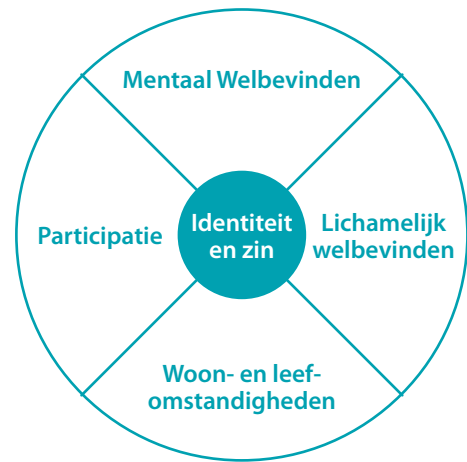 Mentaal Welbevinden
Participatie
Identiteit
en zin
Lichamelijk
welbevinden
Woon- en leef-
omstandigheden